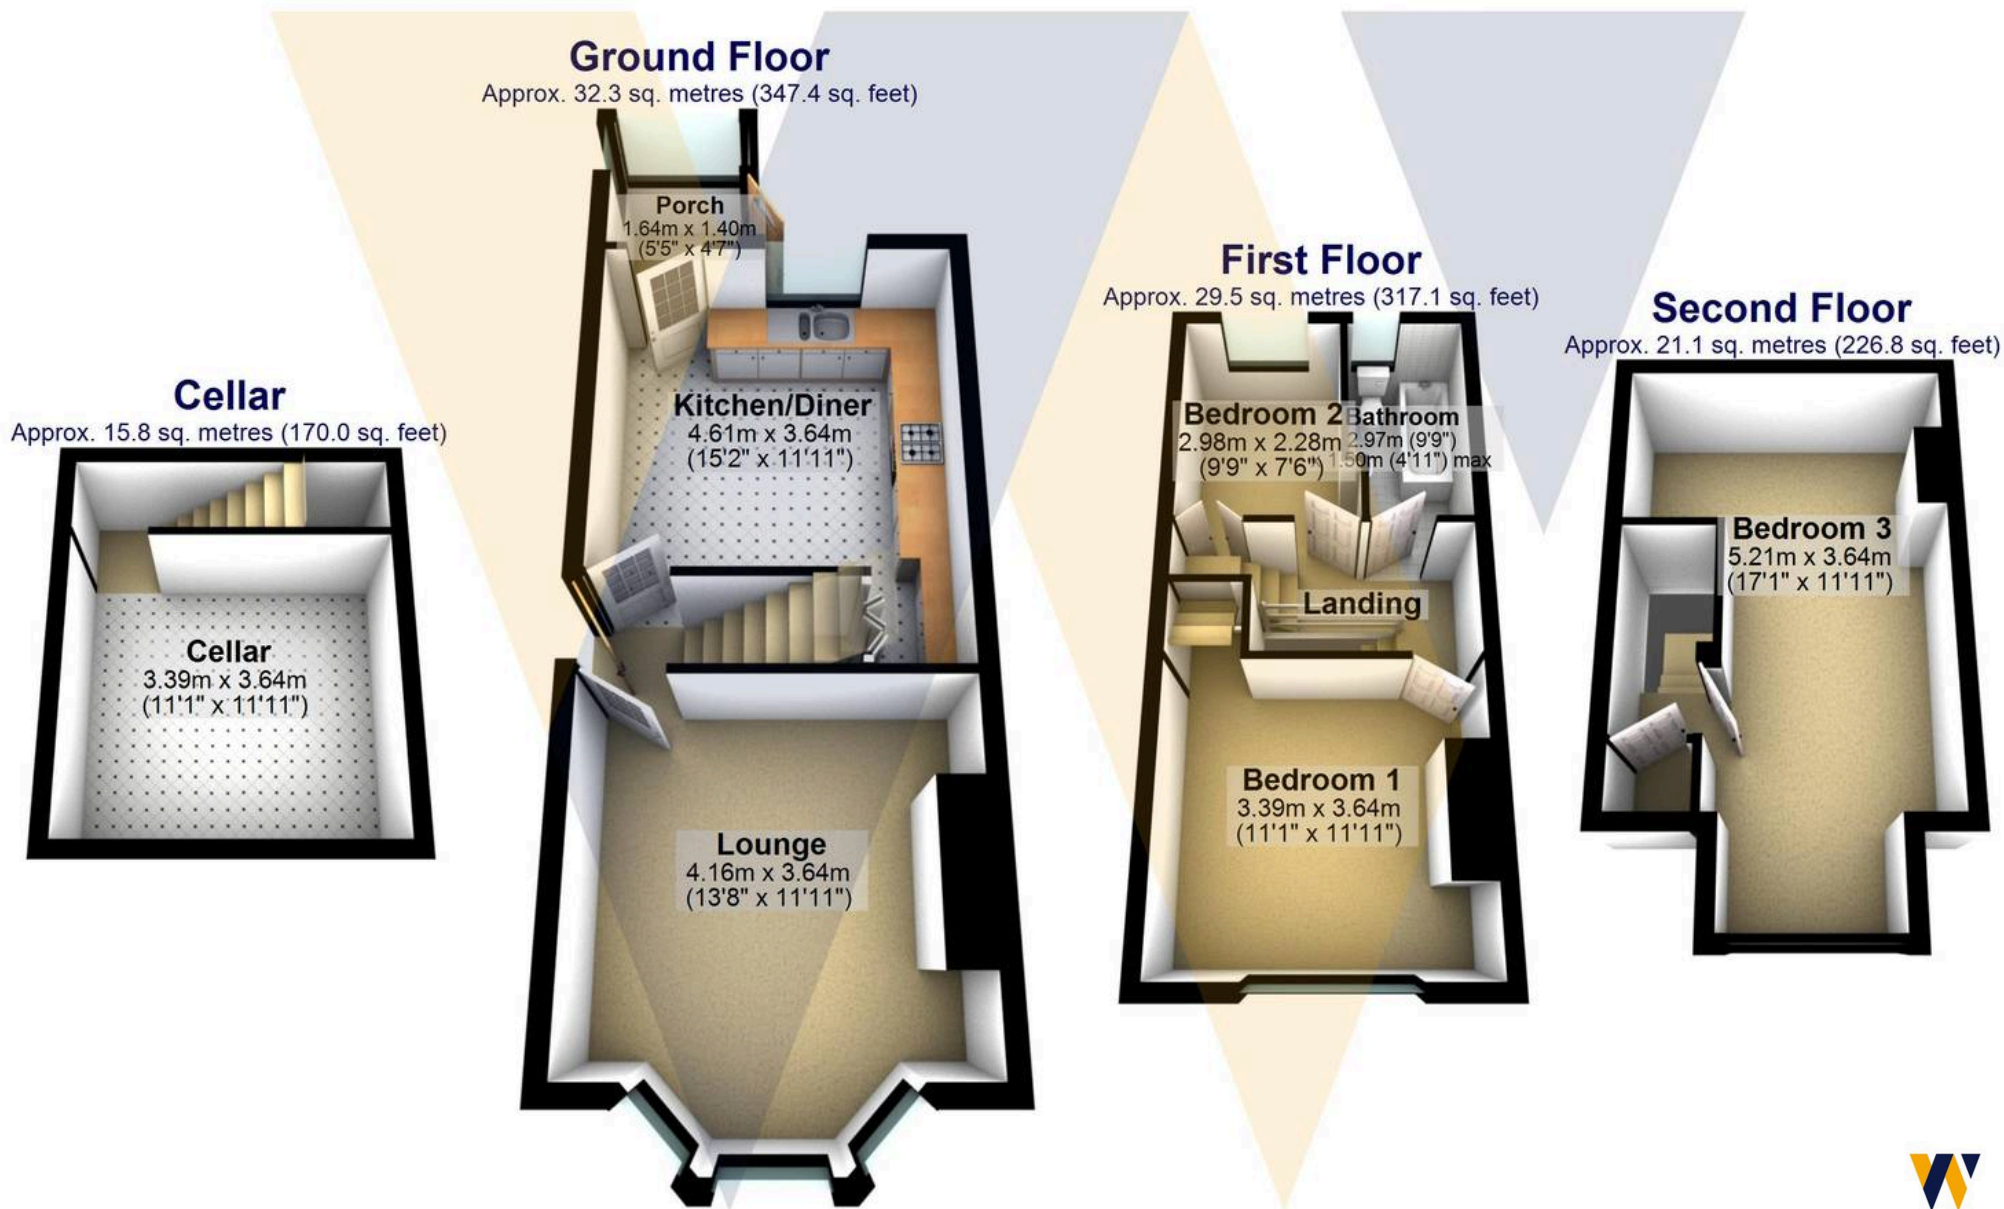 Ground Floor
Approx. 32.3 sq. metres (347.4 sq. feet)
Porch
1.64m x 1.40m
(5'5" x 4'7")
Kitchen/Diner
4.61m x 3.64m
(15'2" x 11'11")
Lounge
4.16m x 3.64m
(13'8" x 11'11")
Cellar
Approx. 15.8 sq. metres (170.0 sq. feet)
Cellar
3.39m x 3.64m
(11'1" x 11'11")
First Floor
Approx. 29.5 sq. metres (317.1 sq. feet)
Bedroom 2
2.98m x 2.28m
(9'9" x 7'6")
Bathroom
2.97m (9'9")
1.50m (4'11") max
Landing
Bedroom 1
3.39m x 3.64m
(11'1" x 11'11")
Second Floor
Approx. 21.1 sq. metres (226.8 sq. feet)
Bedroom 3
5.21m x 3.64m
(17'1" x 11'11")